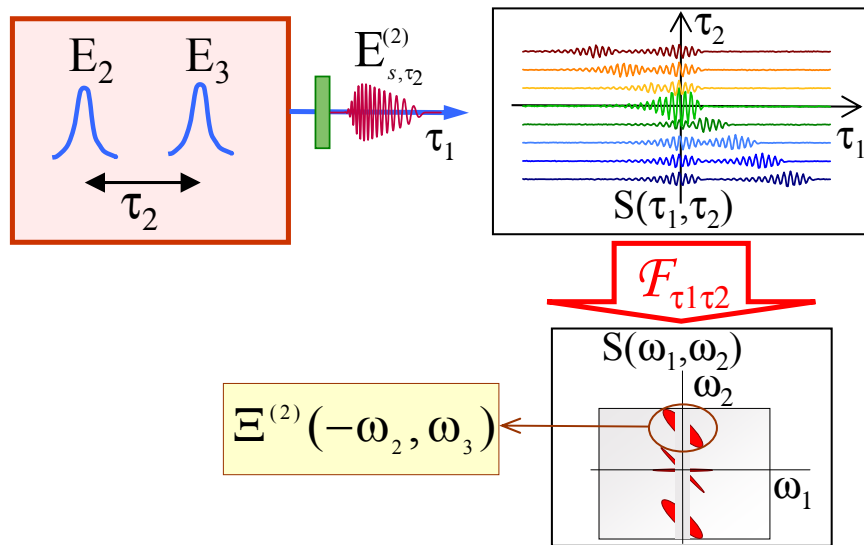 E₂ E₃
τ₂
E⁽²⁾ₛ,τ₂
τ₁
τ₂
τ₁
S(τ₁,τ₂)
ℱτ1τ2
S(ω₁,ω₂)
ω₂
Ξ⁽²⁾(−ω₂,ω₃)
ω₁